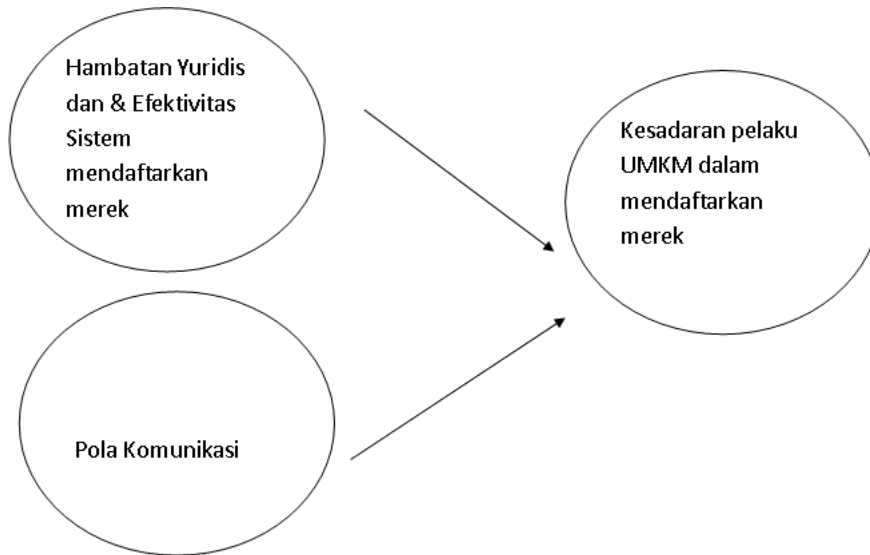 Hambatan Yuridis
dan & Efektivitas
Sistem
mendaftarkan
merek
Kesadaran pelaku
UMKM dalam
mendaftarkan
merek
Pola Komunikasi